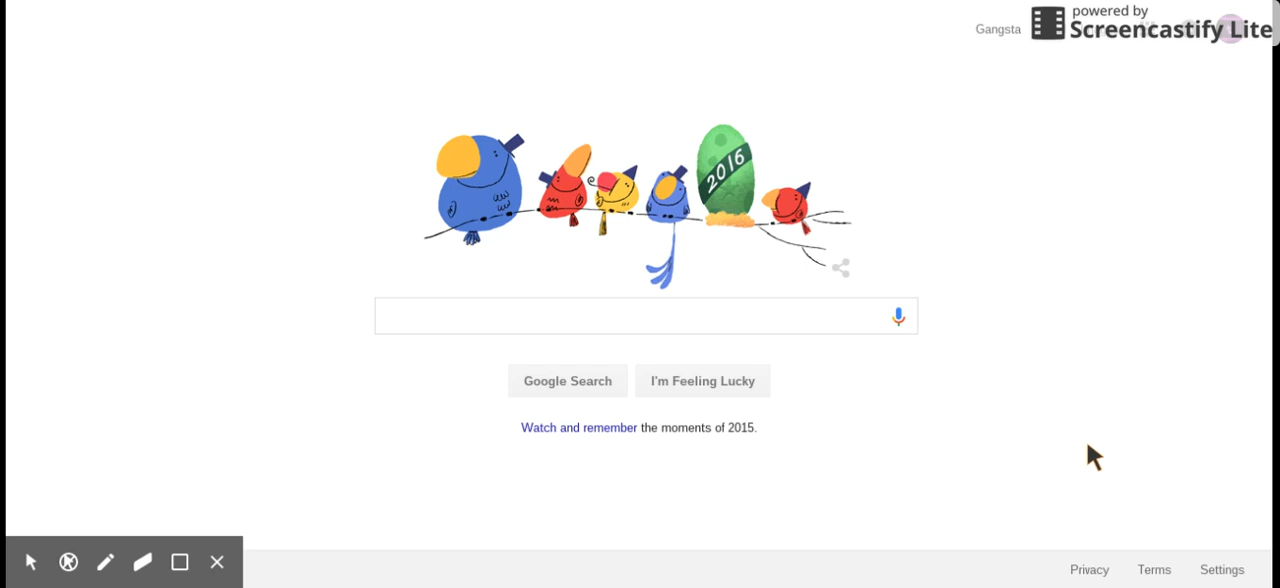 powered by
Gangsta
Screencastify Lite
2016
Google Search
I'm Feeling Lucky
Watch and remember the moments of 2015.
Privacy
Terms
Settings